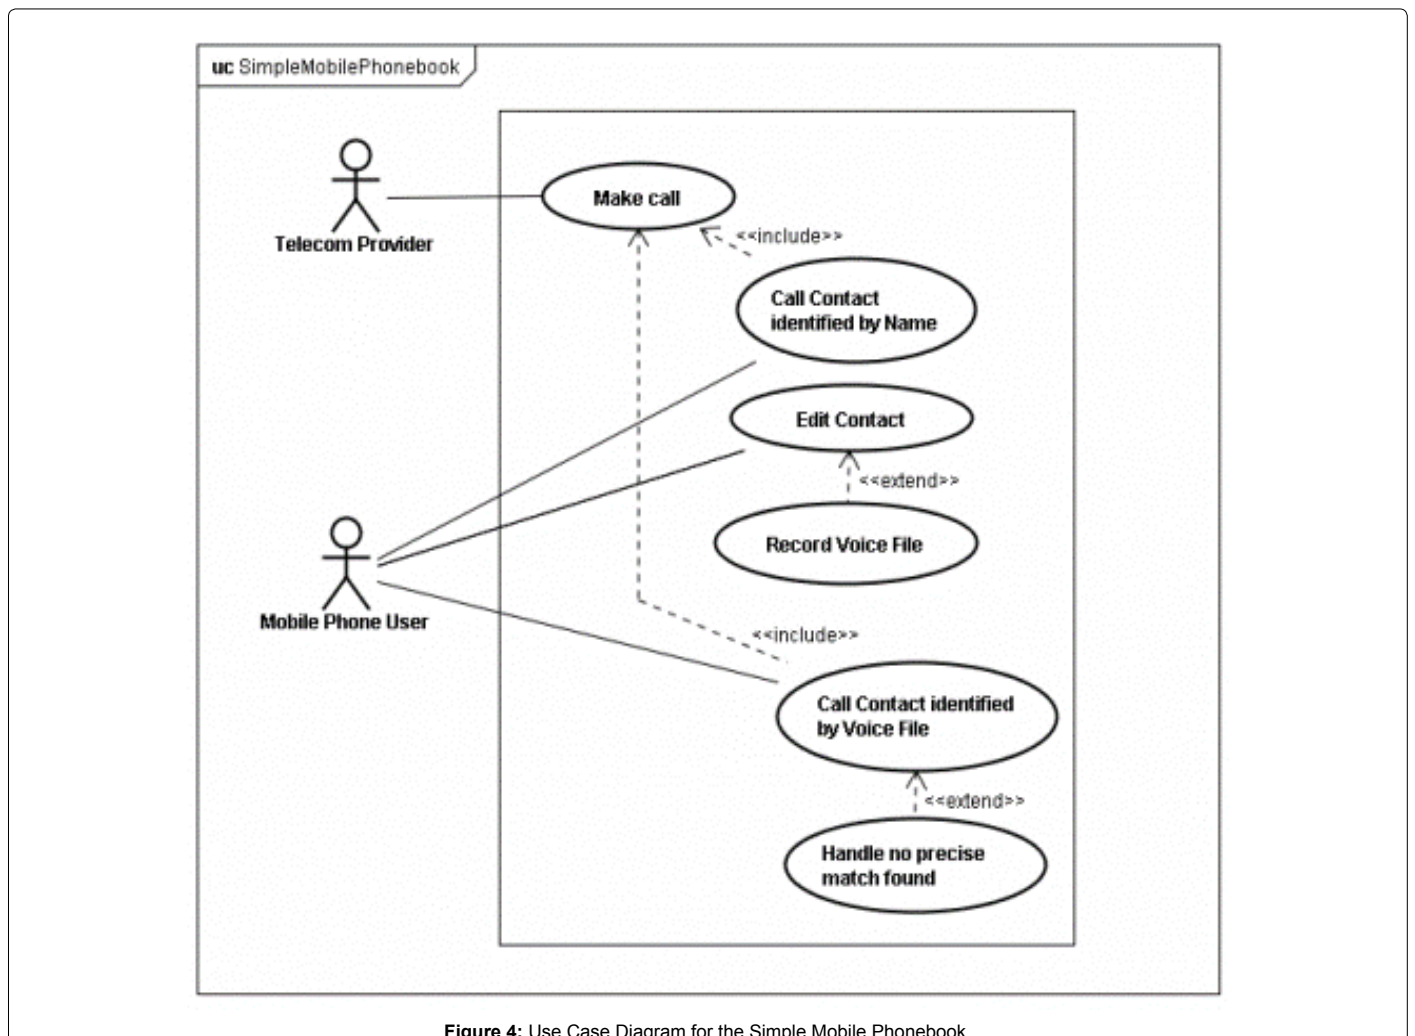 uc SimpleMobilePhonebook
Make call
Telecom Provider
<<include>>
Call Contact
identified by Name
Edit Contact
<<extend>>
Record Voice File
Mobile Phone User
<<include>>
Call Contact identified
by Voice File
<<extend>>
Handle no precise
match found
Figure 4: Use Case Diagram for the Simple Mobile Phonebook